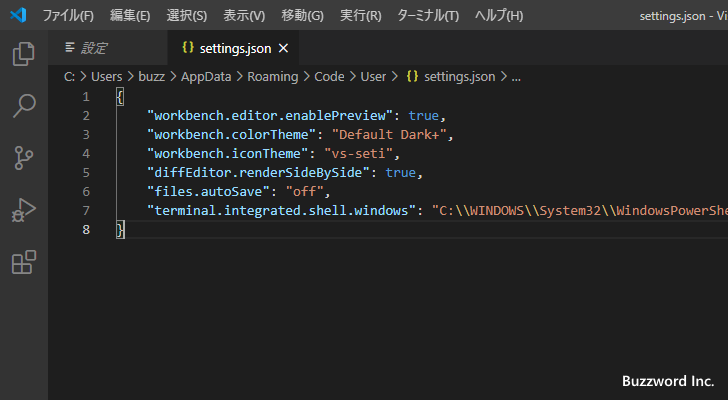 ファイル(F) 編集(E) 選択(S) 表示(V) 移動(G) 実行(R) ターミナル(T) ヘルプ(H) settings.json - Vi
設定 {} settings.json ×
C: > Users > buzz > AppData > Roaming > Code > User > {} settings.json > ...
1 {
2 "workbench.editor.enablePreview": true,
3 "workbench.colorTheme": "Default Dark+",
4 "workbench.iconTheme": "vs-seti",
5 "diffEditor.renderSideBySide": true,
6 "files.autoSave": "off",
7 "terminal.integrated.shell.windows": "C:\\WINDOWS\\System32\\WindowsPowerShe
8 }
Buzzword Inc.